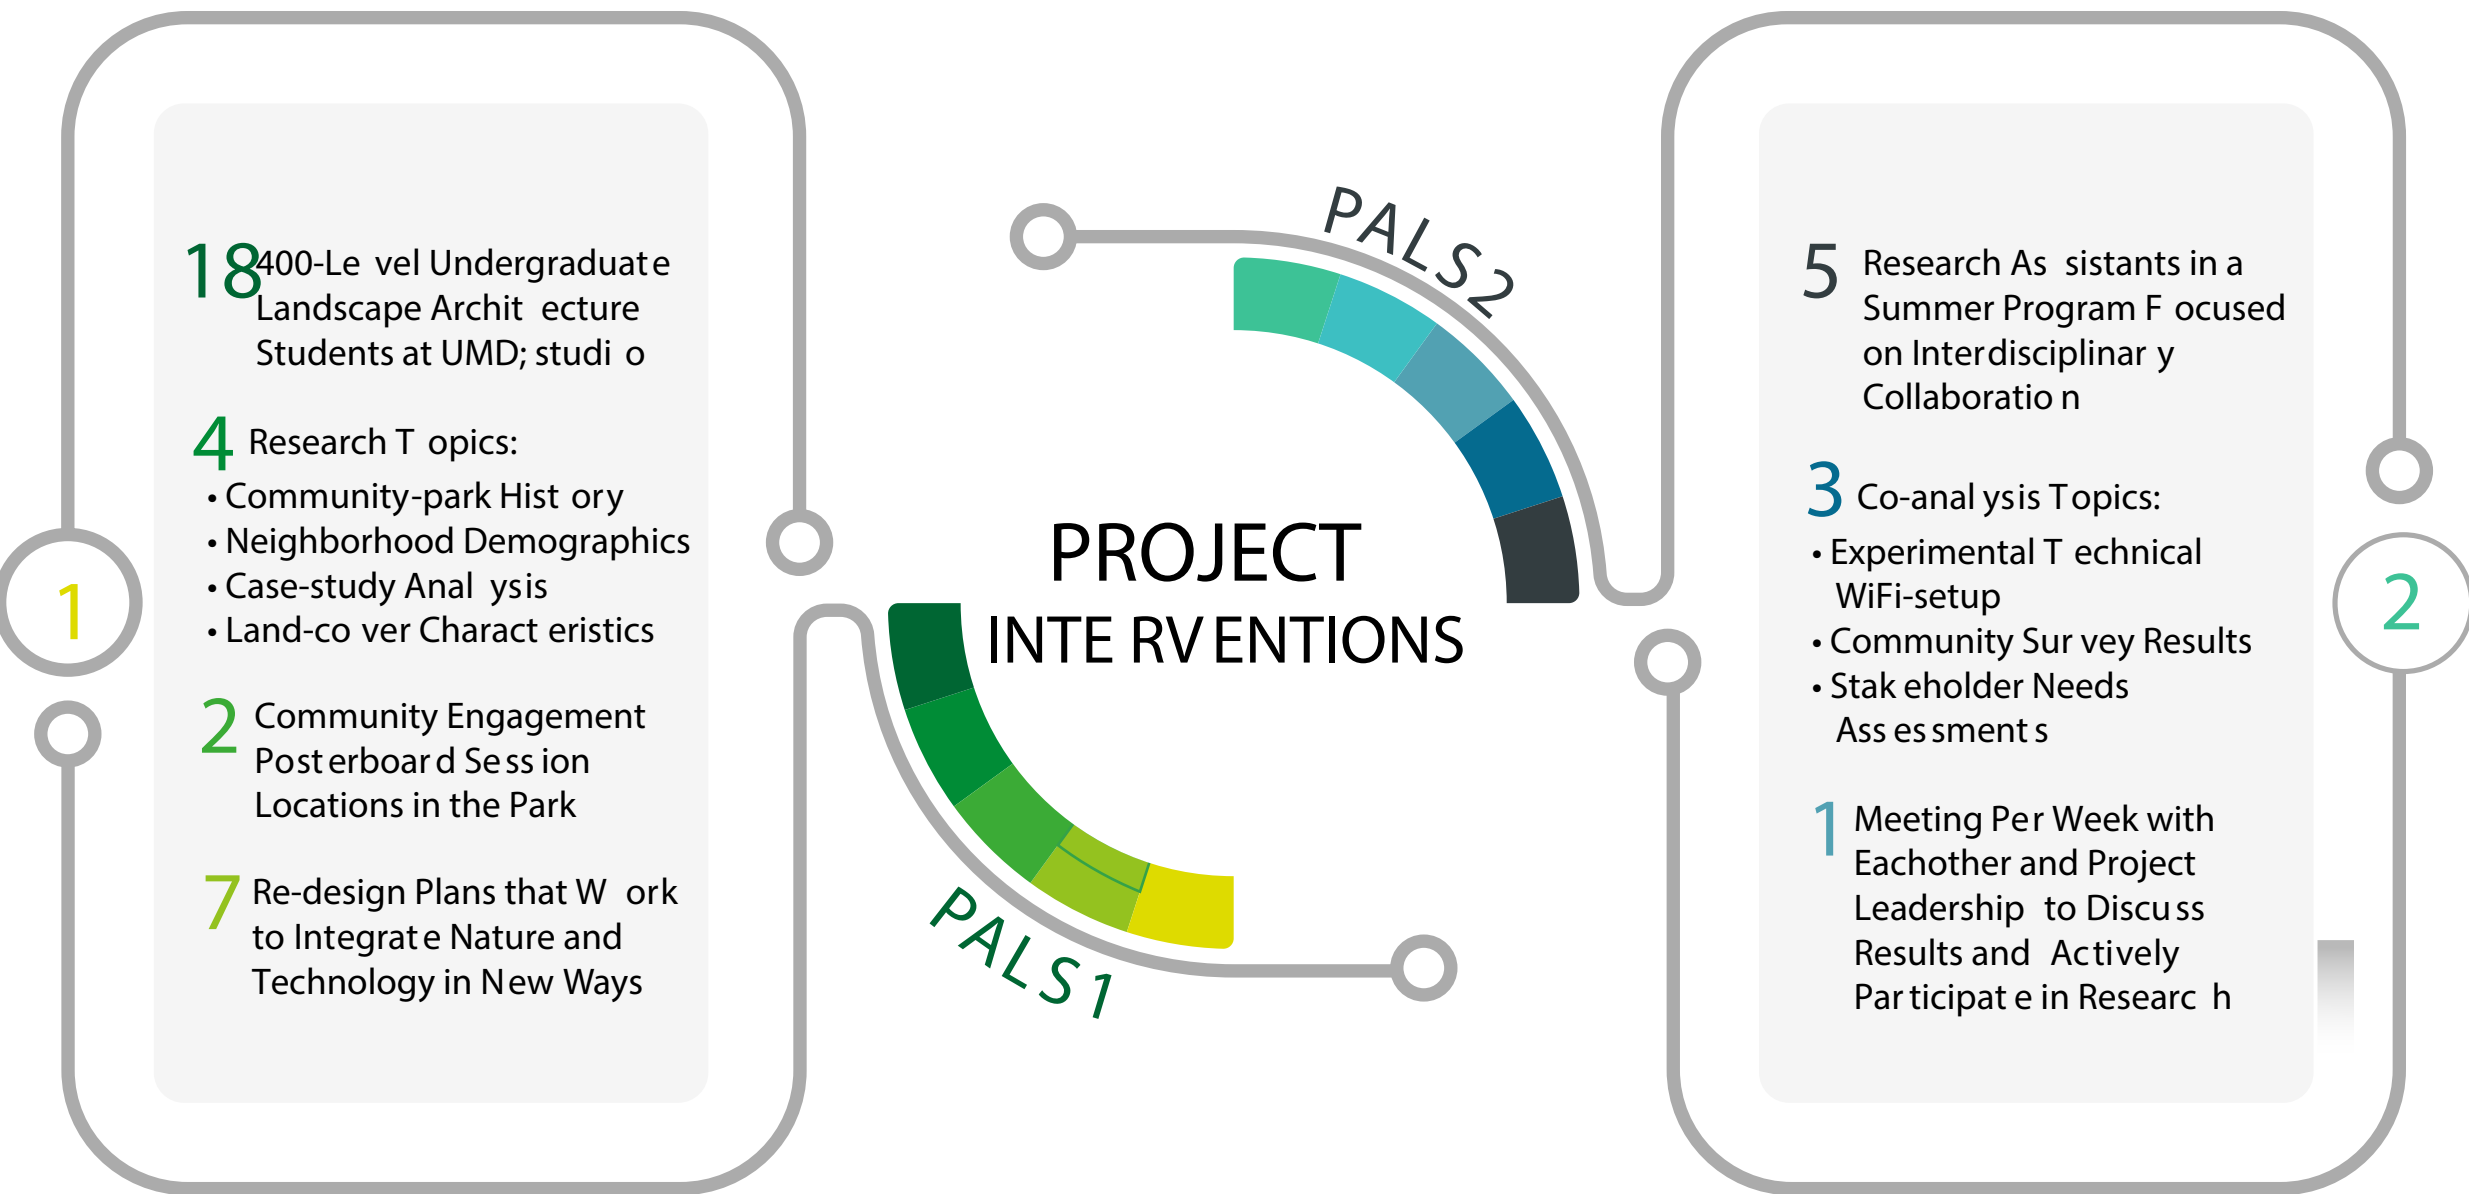 1
18 400-Level Undergraduate
Landscape Architecture
Students at UMD; studio
4 Research Topics:
• Community-park History
• Neighborhood Demographics
• Case-study Analysis
• Land-cover Characteristics
2 Community Engagement
Posterboard Session
Locations in the Park
7 Re-design Plans that Work
to Integrate Nature and
Technology in New Ways
PALS2
PROJECT
INTERVENTIONS
PALS1
5 Research Assistants in a
Summer Program Focused
on Interdisciplinary
Collaboration
3 Co-analysis Topics:
• Experimental Technical
WiFi-setup
• Community Survey Results
• Stakeholder Needs
Assessments
1 Meeting Per Week with
Eachother and Project
Leadership to Discuss
Results and Actively
Participate in Research
2